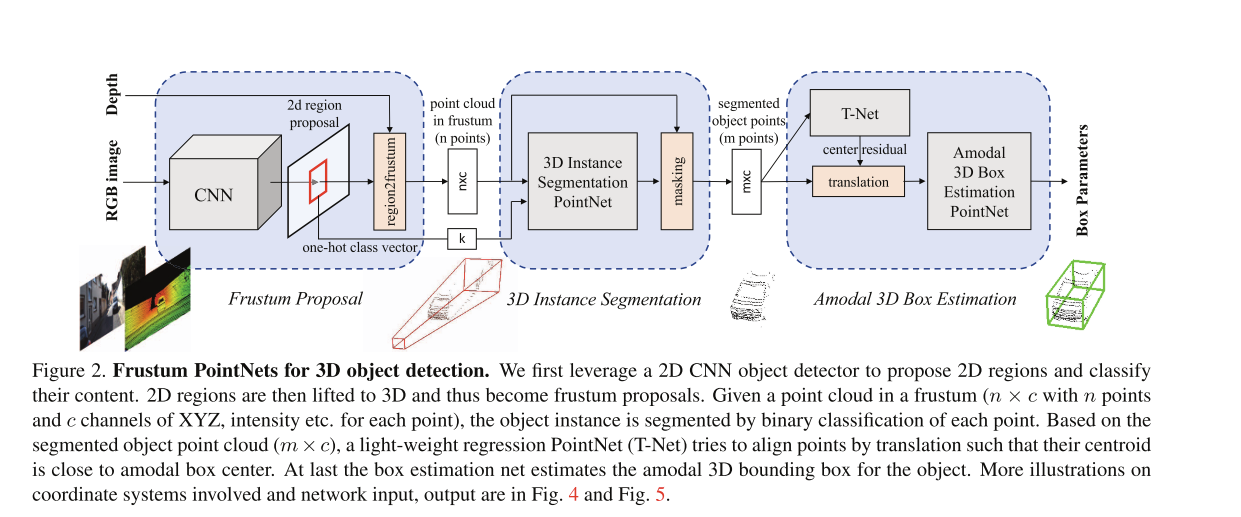 Depth
RGB image
CNN
2d region
proposal
region2frustum
one-hot class vector
point cloud
in frustum
(n points)
nxc
k
3D Instance
Segmentation
PointNet
masking
segmented
object points
(m points)
mxc
T-Net
center residual
translation
Amodal
3D Box
Estimation
PointNet
Box Parameters
Frustum Proposal
3D Instance Segmentation
Amodal 3D Box Estimation
Figure 2. Frustum PointNets for 3D object detection. We first leverage a 2D CNN object detector to propose 2D regions and classify
their content. 2D regions are then lifted to 3D and thus become frustum proposals. Given a point cloud in a frustum (n × c with n points
and c channels of XYZ, intensity etc. for each point), the object instance is segmented by binary classification of each point. Based on the
segmented object point cloud (m × c), a light-weight regression PointNet (T-Net) tries to align points by translation such that their centroid
is close to amodal box center. At last the box estimation net estimates the amodal 3D bounding box for the object. More illustrations on
coordinate systems involved and network input, output are in Fig. 4 and Fig. 5.